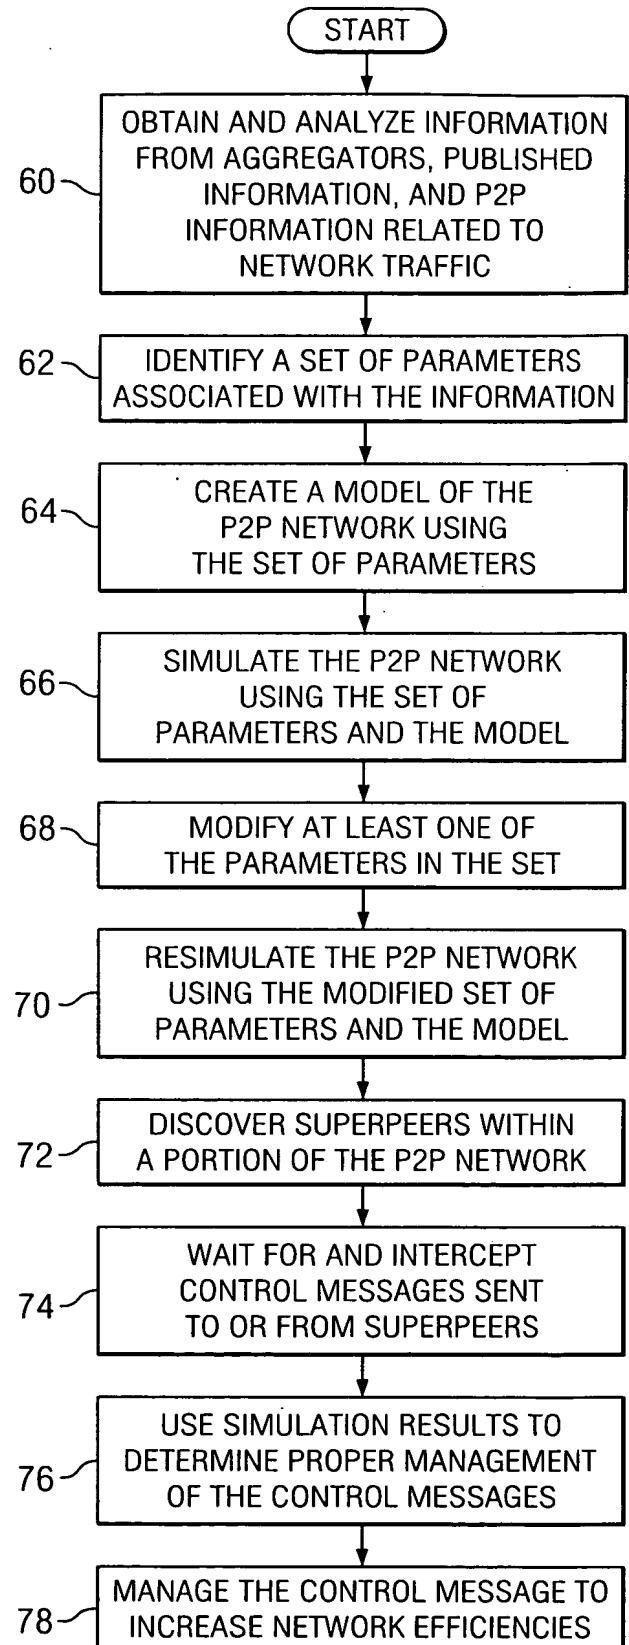 START
60
OBTAIN AND ANALYZE INFORMATION
FROM AGGREGATORS, PUBLISHED
INFORMATION, AND P2P
INFORMATION RELATED TO
NETWORK TRAFFIC
62
IDENTIFY A SET OF PARAMETERS
ASSOCIATED WITH THE INFORMATION
64
CREATE A MODEL OF THE
P2P NETWORK USING
THE SET OF PARAMETERS
66
SIMULATE THE P2P NETWORK
USING THE SET OF
PARAMETERS AND THE MODEL
68
MODIFY AT LEAST ONE OF
THE PARAMETERS IN THE SET
70
RESIMULATE THE P2P NETWORK
USING THE MODIFIED SET OF
PARAMETERS AND THE MODEL
72
DISCOVER SUPERPEERS WITHIN
A PORTION OF THE P2P NETWORK
74
WAIT FOR AND INTERCEPT
CONTROL MESSAGES SENT
TO OR FROM SUPERPEERS
76
USE SIMULATION RESULTS TO
DETERMINE PROPER MANAGEMENT
OF THE CONTROL MESSAGES
78
MANAGE THE CONTROL MESSAGE TO
INCREASE NETWORK EFFICIENCIES